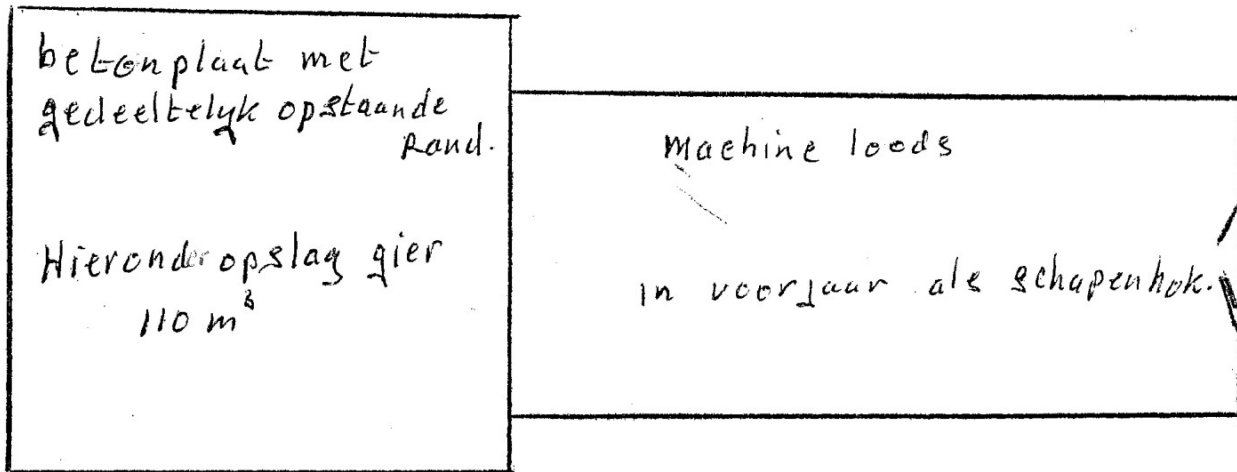 betonplaat met
gedeeltelyk opstaande
Rand.
Hieronder opslag gier
110 m³
Machine loods
in voorjaar als schapenhok.